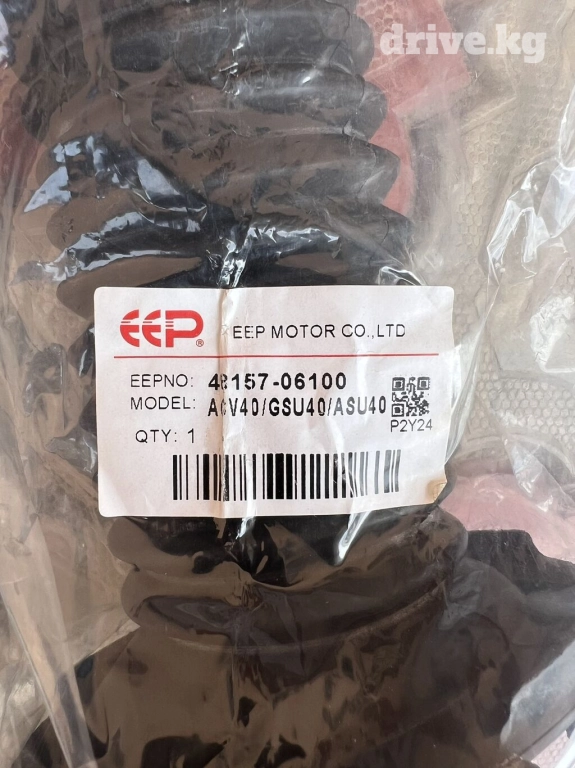 drive.kg
EEP® EEP MOTOR CO.,LTD
EEPNO: 48157-06100
MODEL: ACV40/GSU40/ASU40
QTY: 1
P2Y24